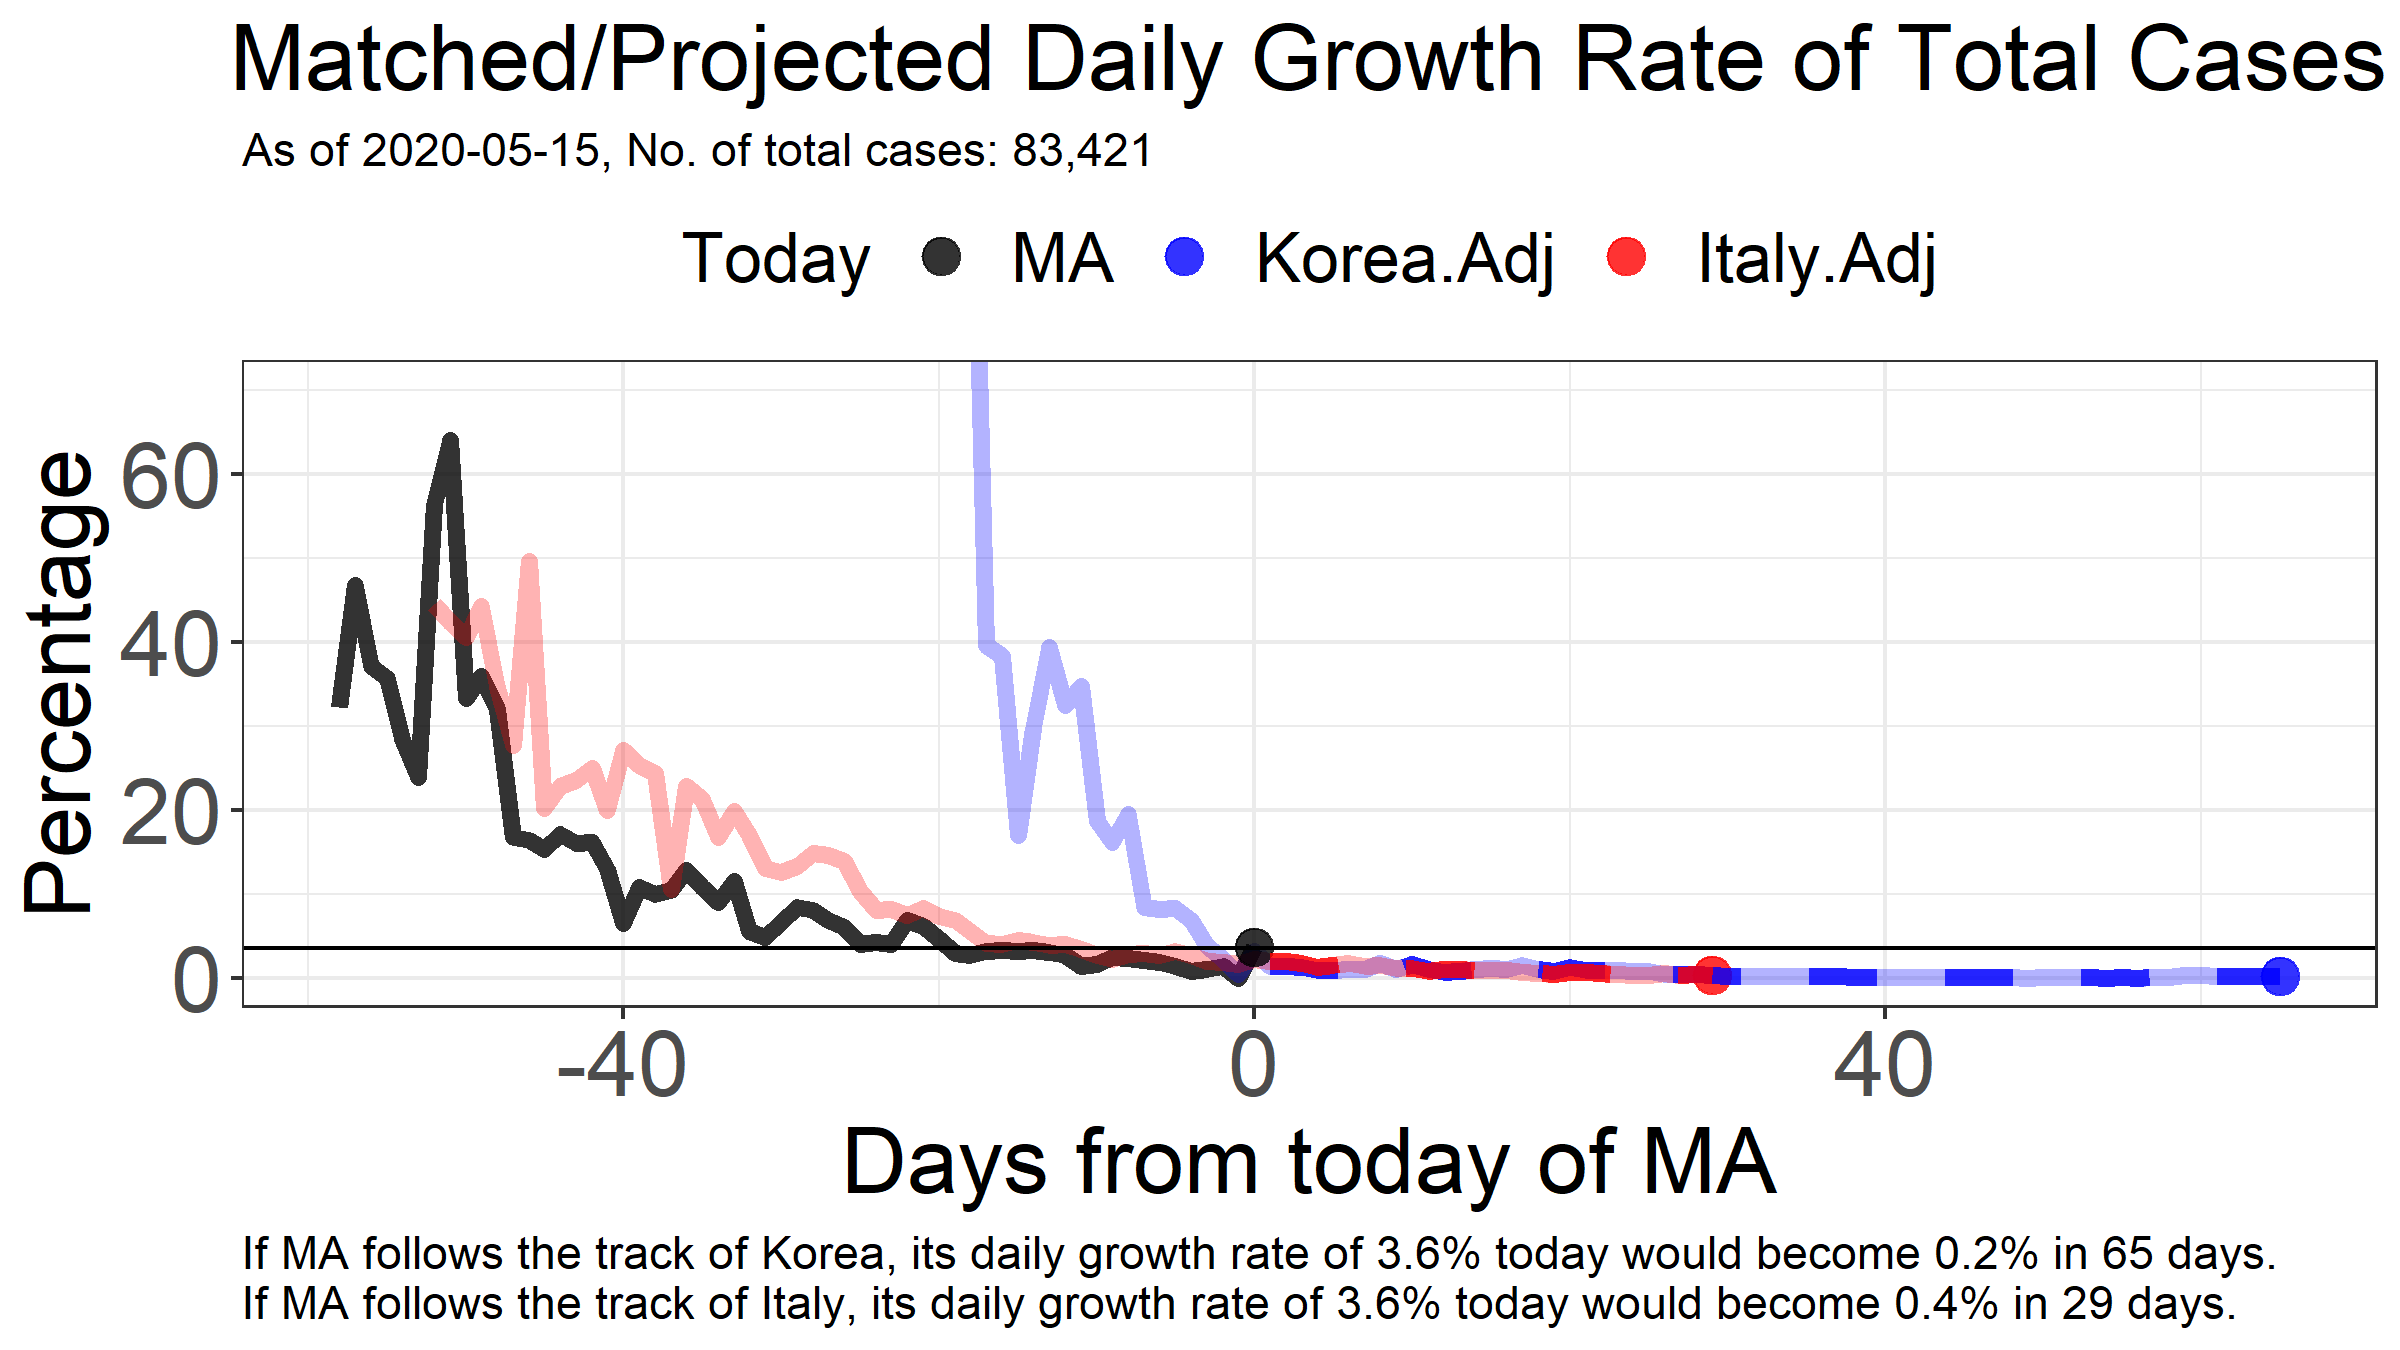 Matched/Projected Daily Growth Rate of Total Cases
As of 2020-05-15, No. of total cases: 83,421
Today MA Korea.Adj Italy.Adj
Percentage
60
40
20
0
-40 0 40
Days from today of MA
If MA follows the track of Korea, its daily growth rate of 3.6% today would become 0.2% in 65 days.
If MA follows the track of Italy, its daily growth rate of 3.6% today would become 0.4% in 29 days.